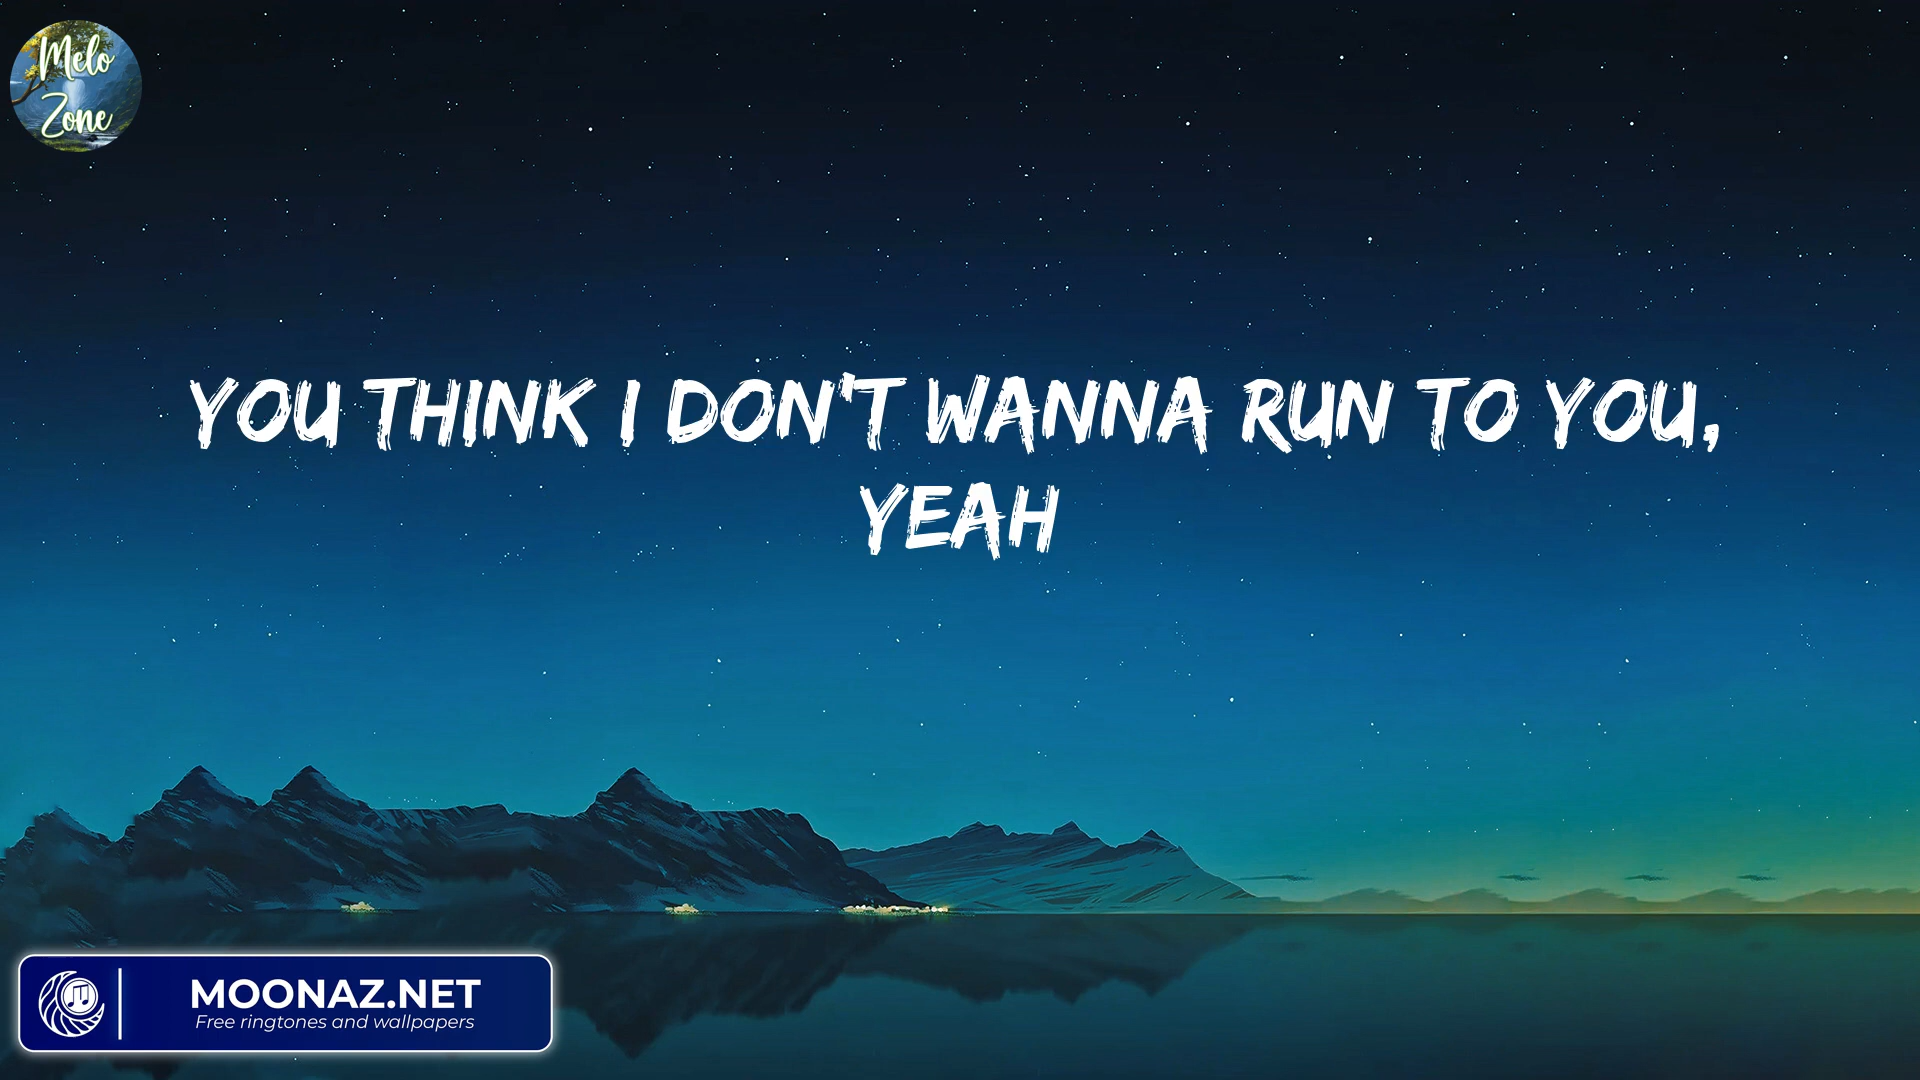 Melo
Zone
YOU THINK I DON'T WANNA RUN TO YOU,
YEAH
MOONAZ.NET
Free ringtones and wallpapers